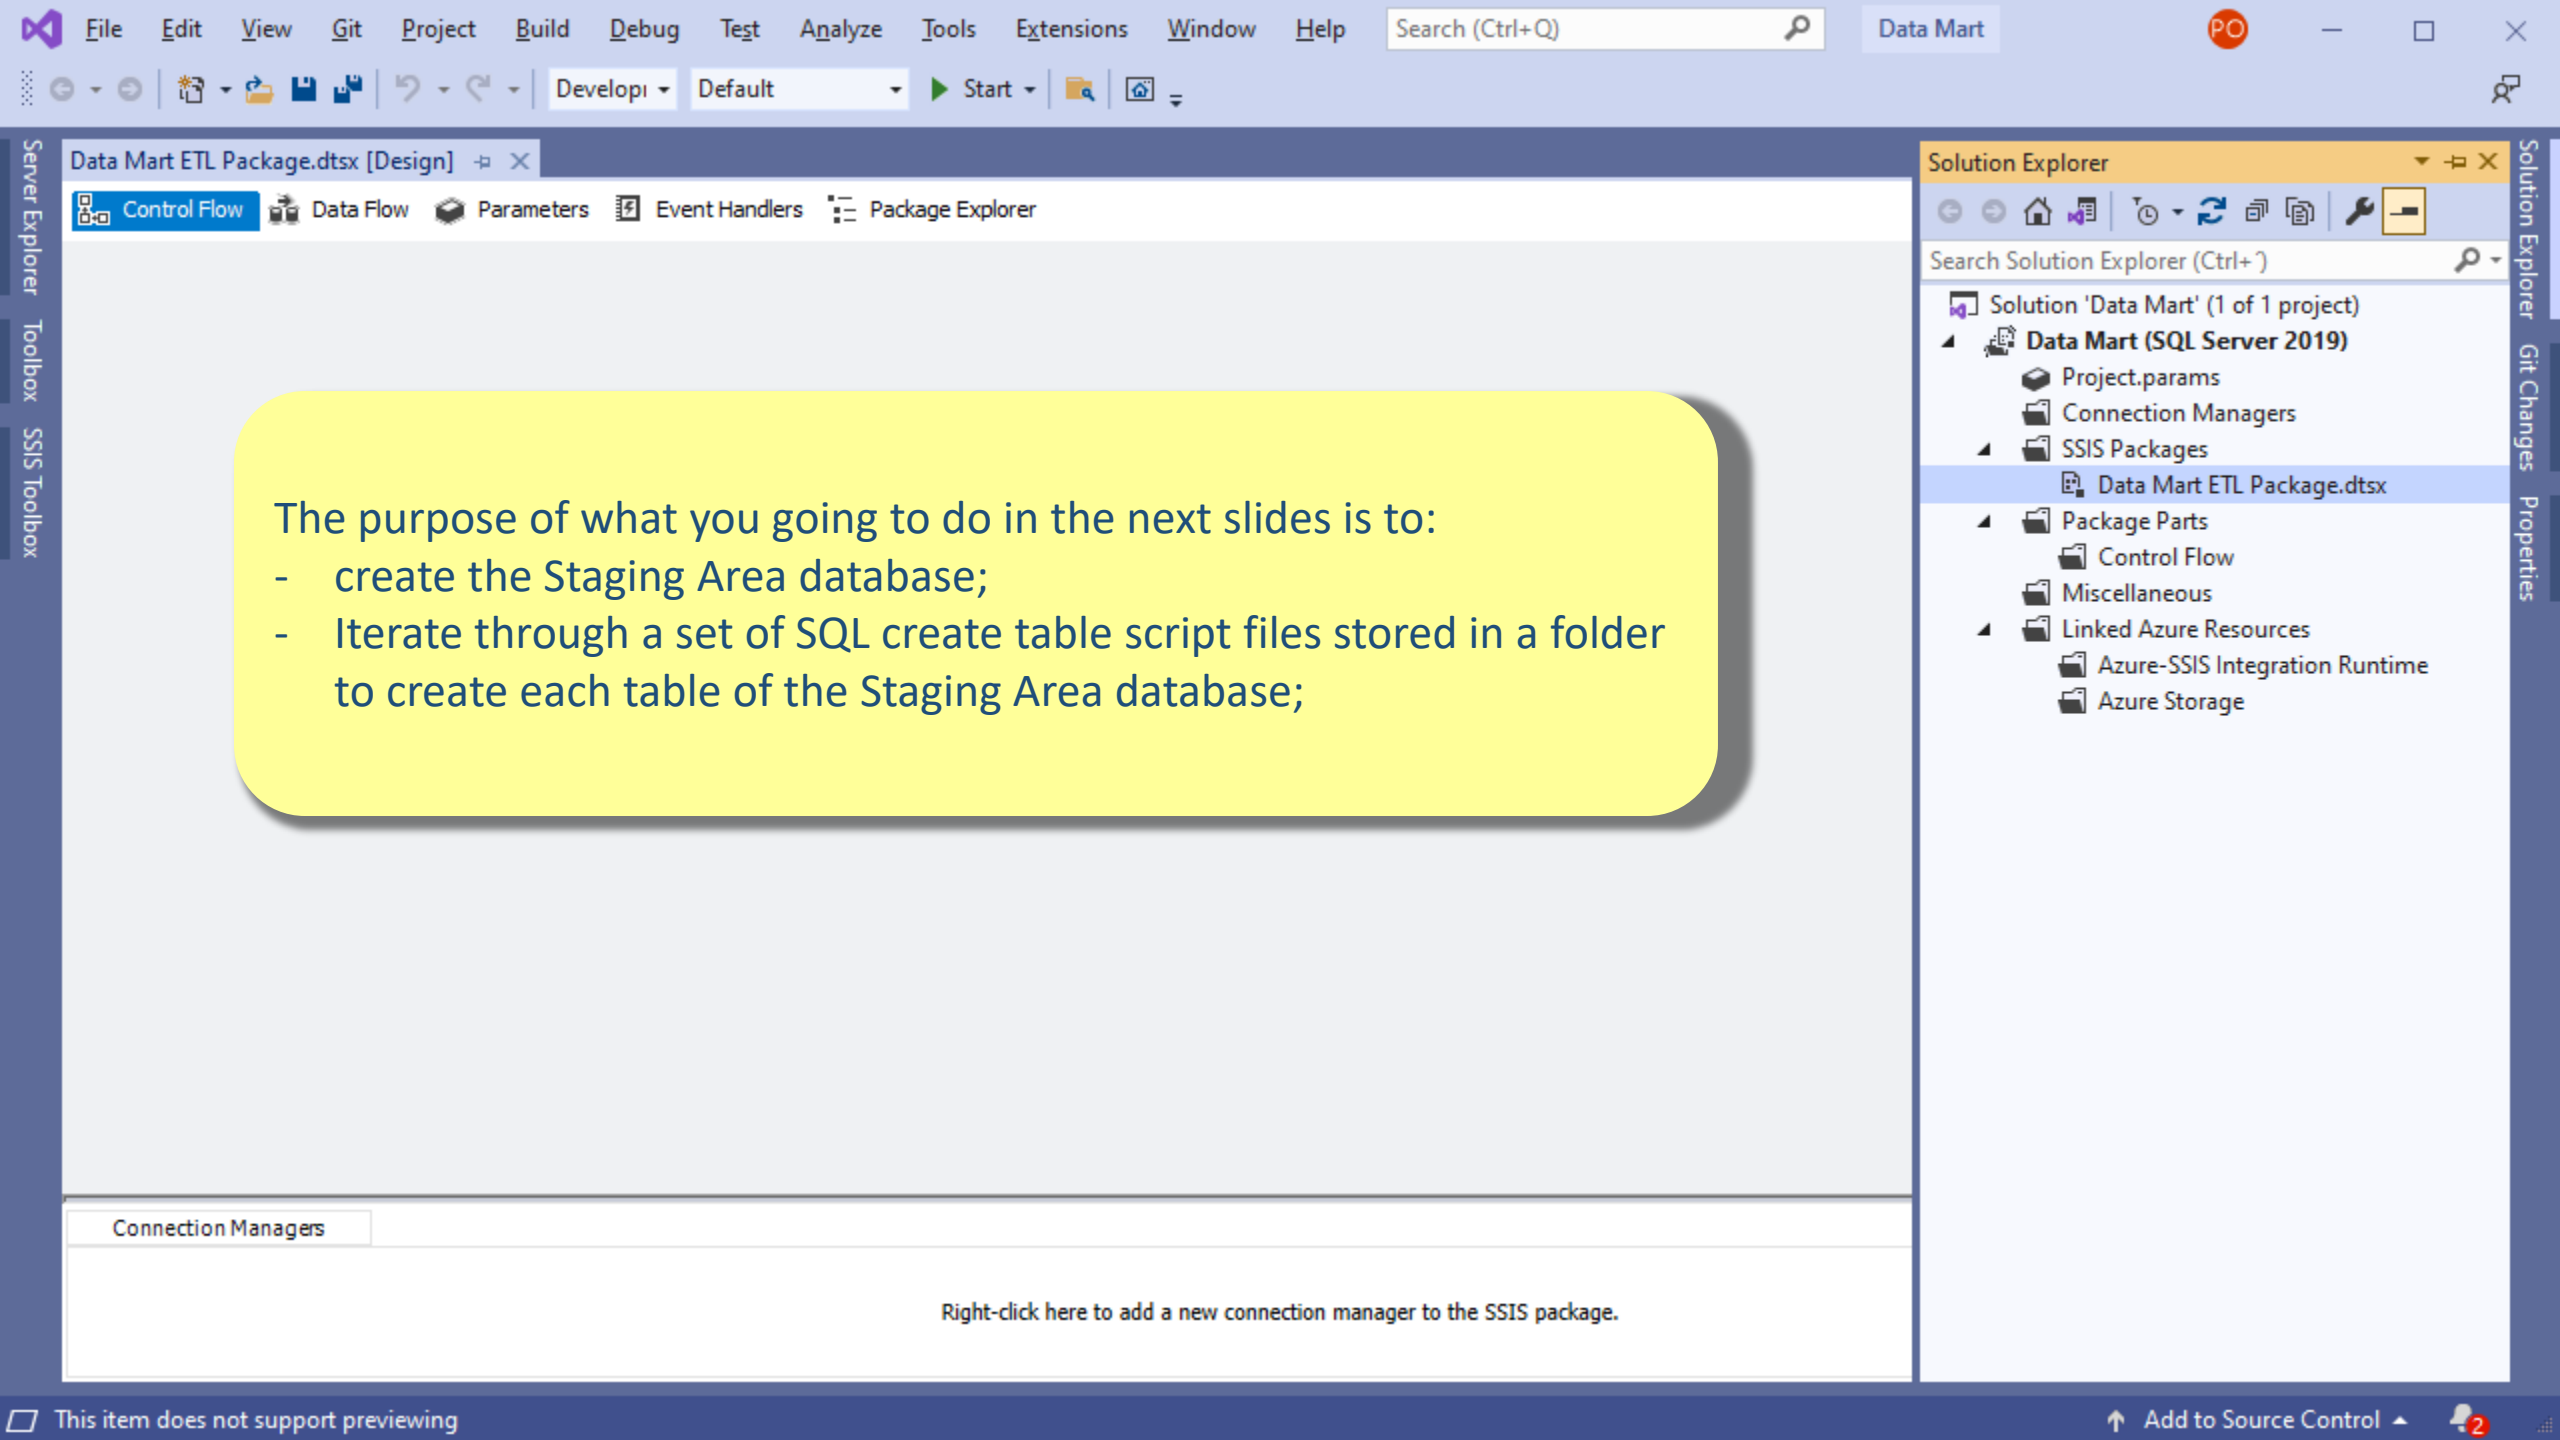 File Edit View Git Project Build Debug Test Analyze Tools Extensions Window Help Search (Ctrl+Q) Data Mart PO
Default Start
Data Mart ETL Package.dtsx [Design]
Control Flow Data Flow Parameters Event Handlers Package Explorer
Server Explorer
Toolbox
SSIS Toolbox
The purpose of what you going to do in the next slides is to:
- create the Staging Area database;
- Iterate through a set of SQL create table script files stored in a folder
to create each table of the Staging Area database;
Connection Managers
Right-click here to add a new connection manager to the SSIS package.
Solution Explorer
Search Solution Explorer (Ctrl+´)
Solution 'Data Mart' (1 of 1 project)
Data Mart (SQL Server 2019)
Project.params
Connection Managers
SSIS Packages
Data Mart ETL Package.dtsx
Package Parts
Control Flow
Miscellaneous
Linked Azure Resources
Azure-SSIS Integration Runtime
Azure Storage
Solution Explorer
Git Changes
Properties
This item does not support previewing
Add to Source Control 2